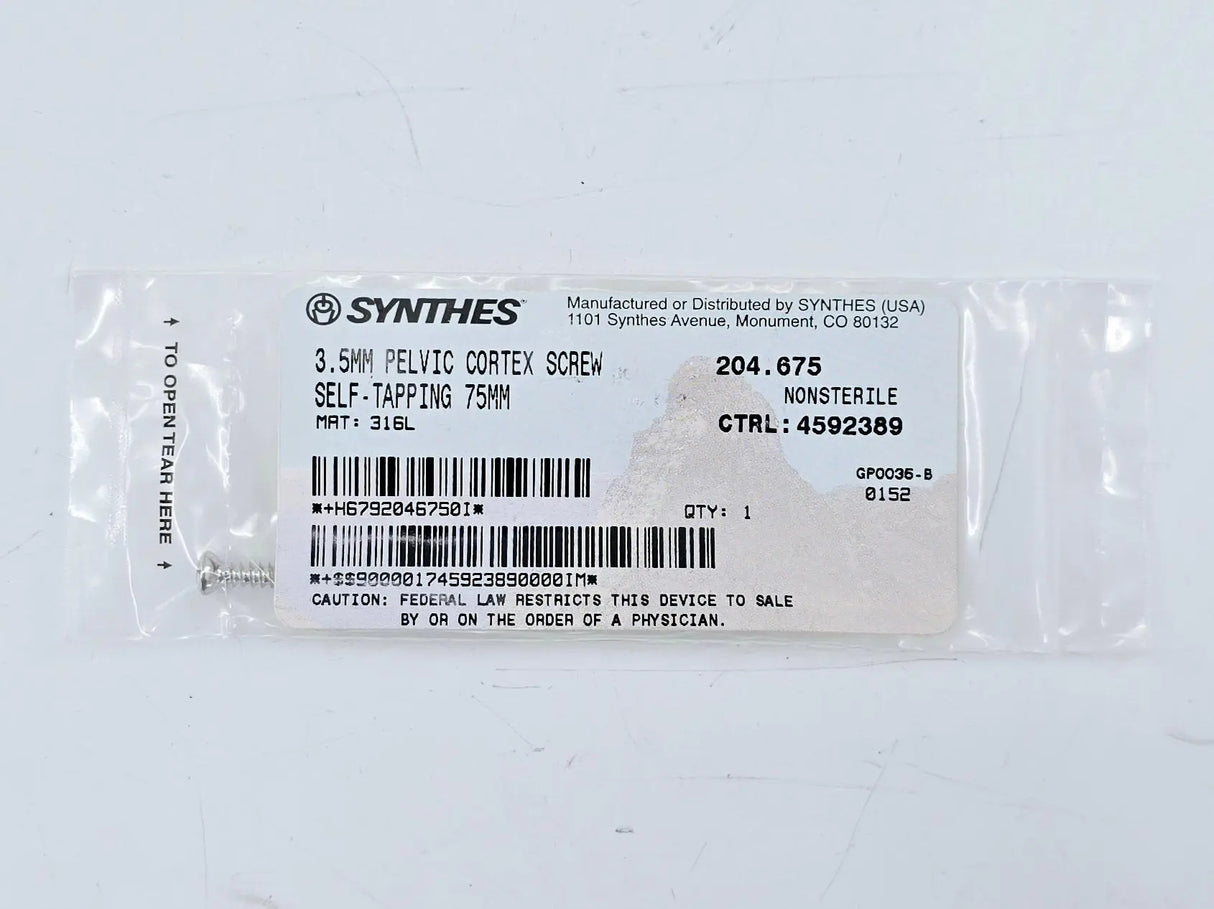 ↑ TO OPEN TEAR HERE ↑
SYNTHES®
Manufactured or Distributed by SYNTHES (USA)
1101 Synthes Avenue, Monument, CO 80132
3.5MM PELVIC CORTEX SCREW
204.675
SELF-TAPPING 75MM
NONSTERILE
MAT: 316L
CTRL: 4592389
GP0035-B
0152
*+H6792046750I*
QTY: 1
*+$$900001745923890000IM*
CAUTION: FEDERAL LAW RESTRICTS THIS DEVICE TO SALE
BY OR ON THE ORDER OF A PHYSICIAN.